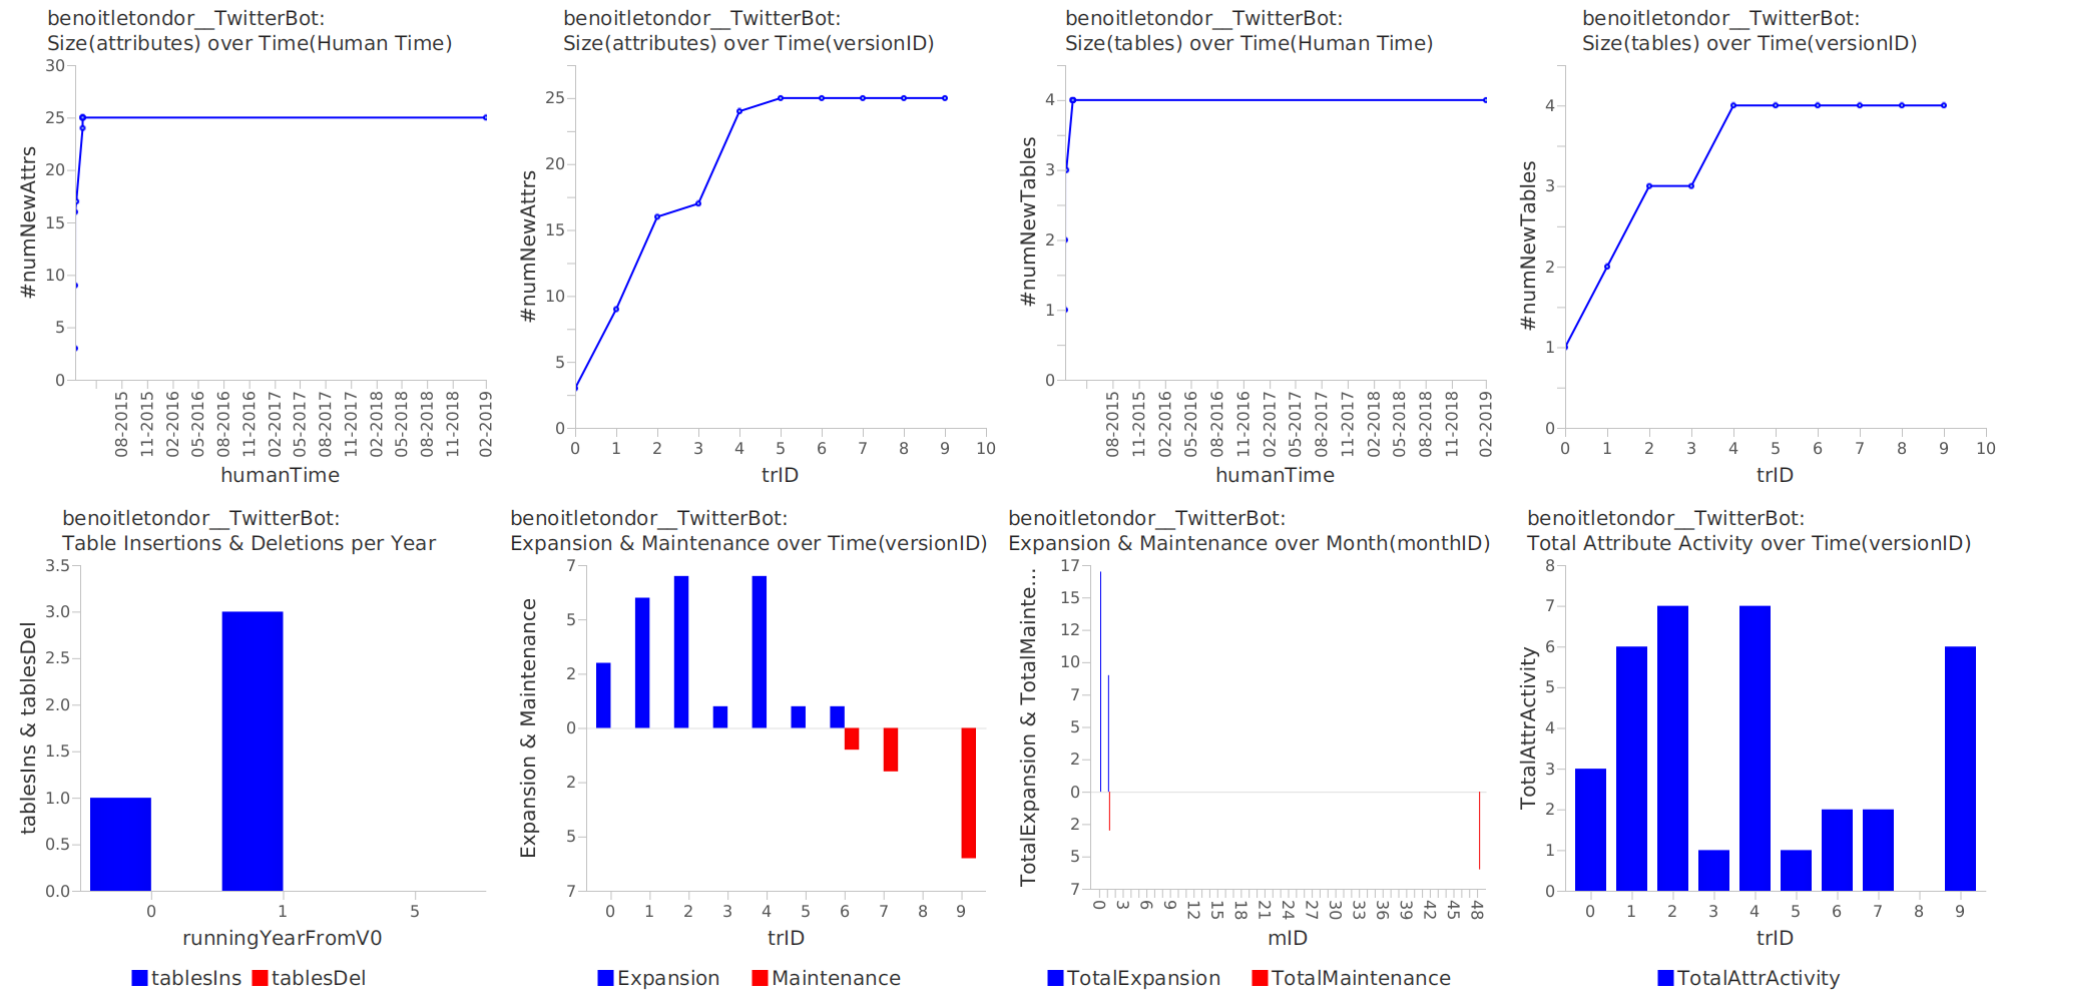 benoitletondor__TwitterBot:
Size(attributes) over Time(Human Time)
30
25
20
15
10
5
0
#numNewAttrs
08-2015
11-2015
02-2016
05-2016
08-2016
11-2016
02-2017
05-2017
08-2017
11-2017
02-2018
05-2018
08-2018
11-2018
02-2019
humanTime
benoitletondor__TwitterBot:
Size(attributes) over Time(versionID)
25
20
15
10
5
0
#numNewAttrs
0 1 2 3 4 5 6 7 8 9 10
trID
benoitletondor__TwitterBot:
Size(tables) over Time(Human Time)
4
3
2
1
0
#numNewTables
08-2015
11-2015
02-2016
05-2016
08-2016
11-2016
02-2017
05-2017
08-2017
11-2017
02-2018
05-2018
08-2018
11-2018
02-2019
humanTime
benoitletondor__TwitterBot:
Size(tables) over Time(versionID)
4
3
2
1
0
#numNewTables
0 1 2 3 4 5 6 7 8 9 10
trID
benoitletondor__TwitterBot:
Table Insertions & Deletions per Year
3.5
3.0
2.5
2.0
1.5
1.0
0.5
0.0
tablesIns & tablesDel
0 1 5
runningYearFromV0
tablesIns tablesDel
benoitletondor__TwitterBot:
Expansion & Maintenance over Time(versionID)
7
5
2
0
2
5
7
Expansion & Maintenance
0 1 2 3 4 5 6 7 8 9
trID
Expansion Maintenance
benoitletondor__TwitterBot:
Expansion & Maintenance over Month(monthID)
17
15
12
10
7
5
2
0
2
5
7
TotalExpansion & TotalMainte...
0 3 6 9 12 15 18 21 24 27 30 33 36 39 42 45 48
mID
TotalExpansion TotalMaintenance
benoitletondor__TwitterBot:
Total Attribute Activity over Time(versionID)
8
7
6
5
4
3
2
1
0
TotalAttrActivity
0 1 2 3 4 5 6 7 8 9
trID
TotalAttrActivity